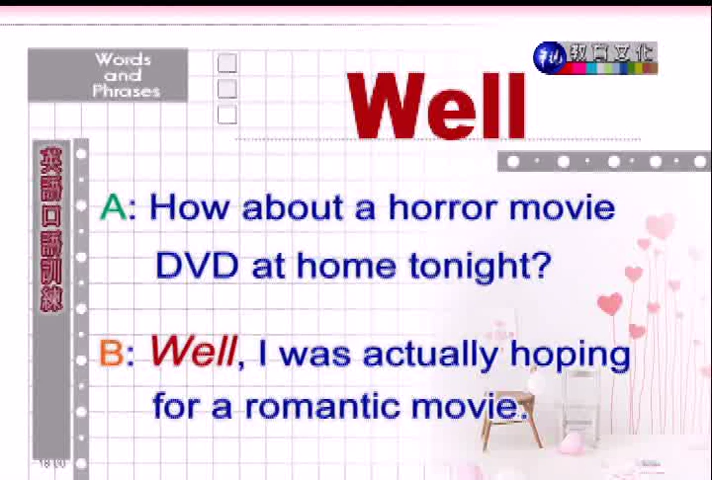 Words
and
Phrases
教育文化
Well
英語口語訓練
A: How about a horror movie
DVD at home tonight?
B: Well, I was actually hoping
for a romantic movie.